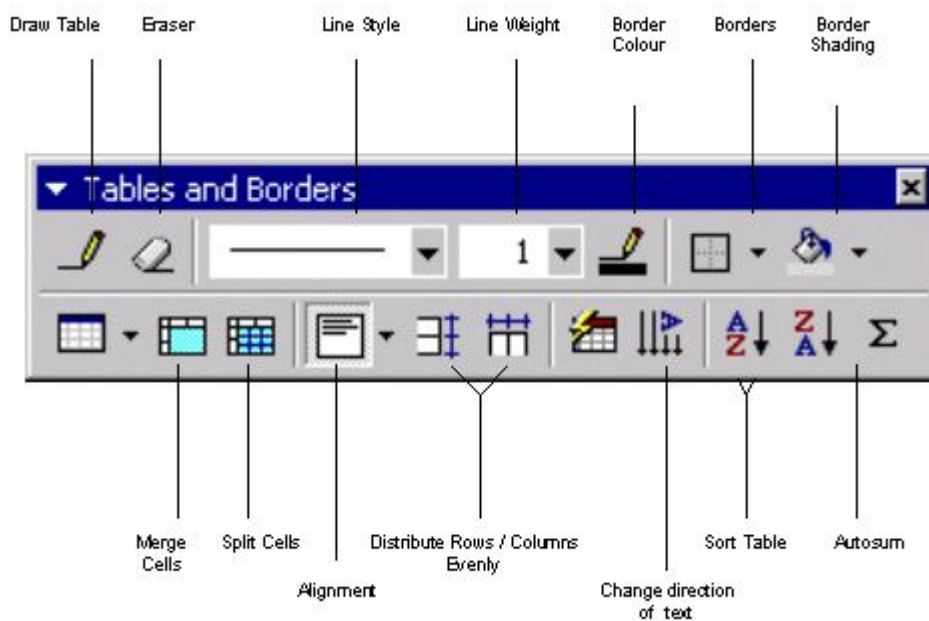 Draw Table Eraser Line Style Line Weight Border Borders Border
Colour Shading
Tables and Borders
1
A Z Z A Σ
Merge Split Cells Distribute Rows / Columns Sort Table Autosum
Cells Evenly
Alignment Change direction
of text